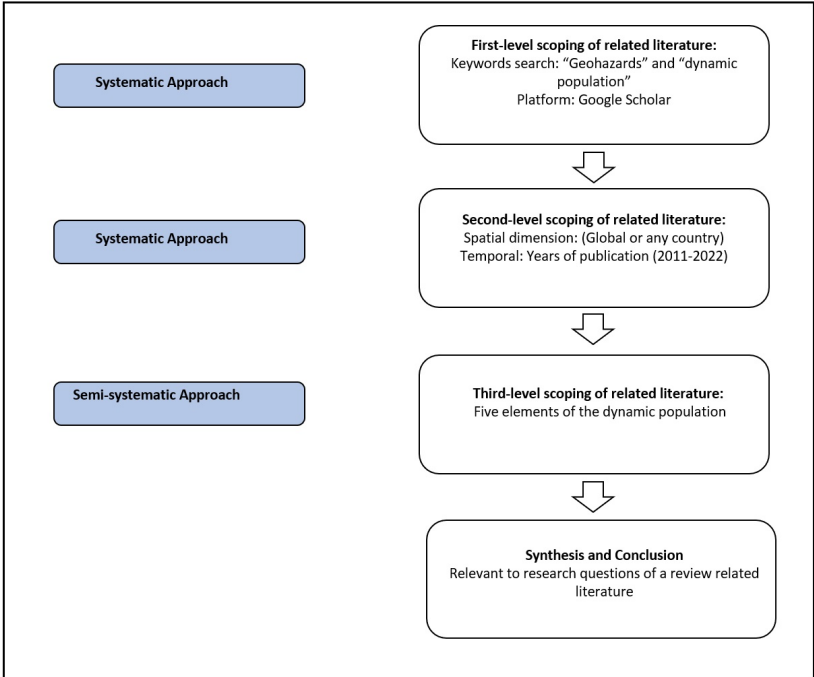 Systematic Approach
First-level scoping of related literature:
Keywords search: “Geohazards” and “dynamic
population”
Platform: Google Scholar
Systematic Approach
Second-level scoping of related literature:
Spatial dimension: (Global or any country)
Temporal: Years of publication (2011-2022)
Semi-systematic Approach
Third-level scoping of related literature:
Five elements of the dynamic population
Synthesis and Conclusion
Relevant to research questions of a review related
literature